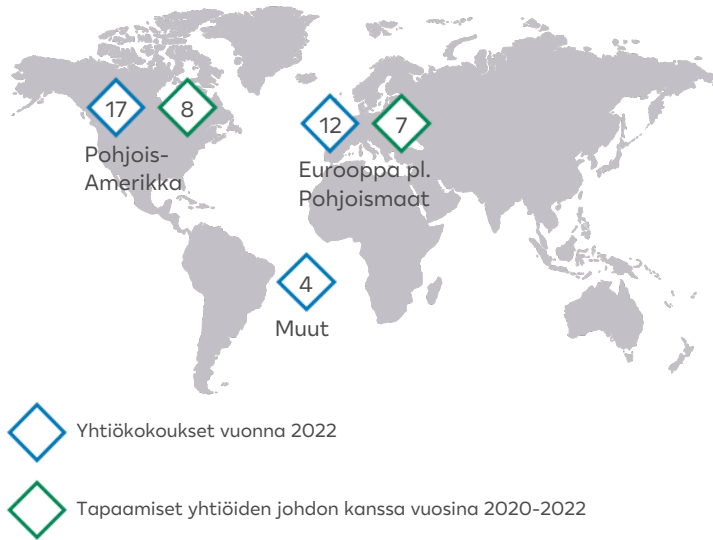 17
8
Pohjois-
Amerikka
12
7
Eurooppa pl.
Pohjoismaat
4
Muut
Yhtiökokoukset vuonna 2022
Tapaamiset yhtiöiden johdon kanssa vuosina 2020-2022